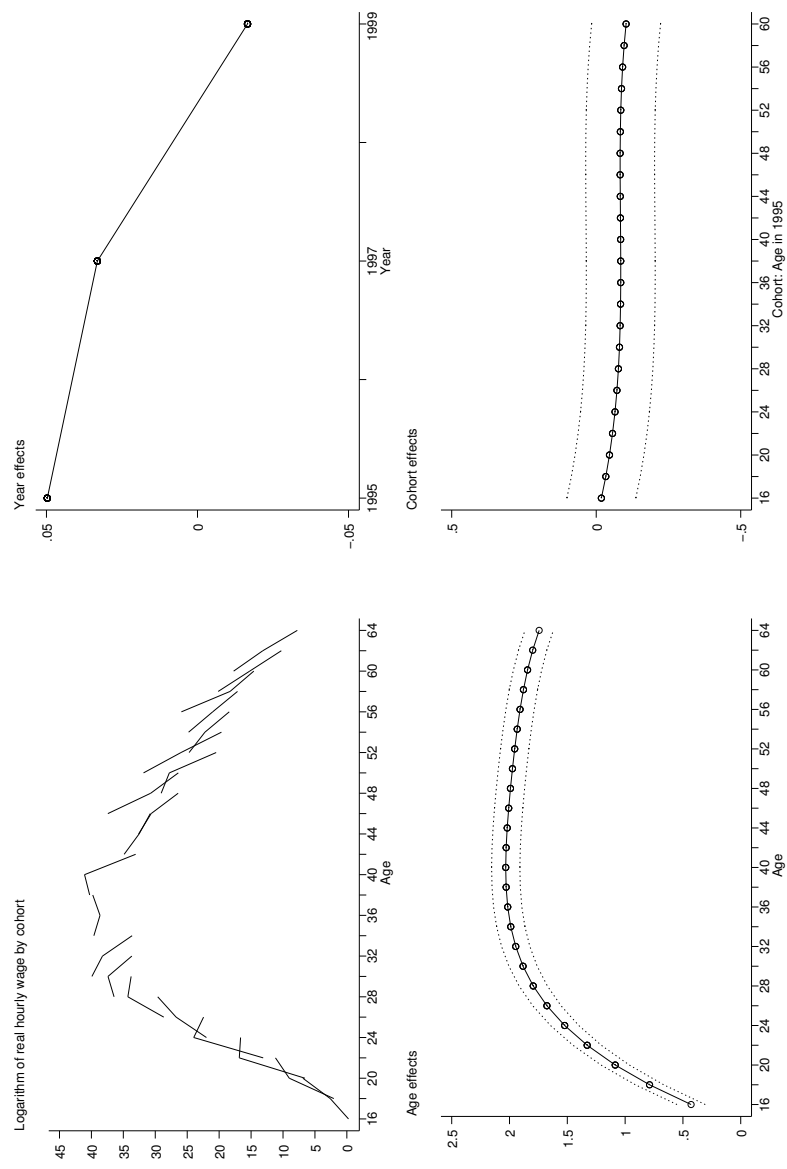 Logarithm of real hourly wage by cohort
45
40
35
30
25
20
15
10
5
0
16 20 24 28 32 36 40 44 48 52 56 60 64
Age
Year effects
.05
0
-.05
1995 1997 1999
Year
Age effects
2.5
2
1.5
1
.5
0
16 20 24 28 32 36 40 44 48 52 56 60 64
Age
Cohort effects
.5
0
-.5
16 20 24 28 32 36 40 44 48 52 56 60
Cohort: Age in 1995